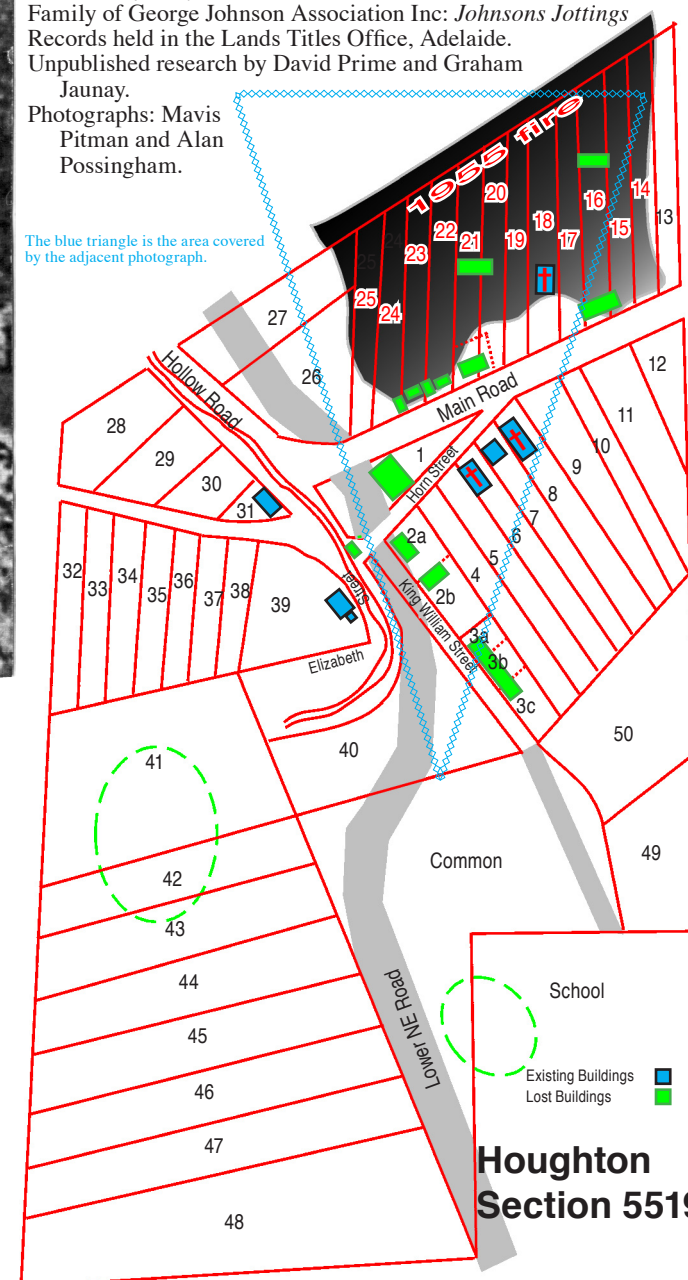 Family of George Johnson Association Inc: Johnsons Jottings
Records held in the Lands Titles Office, Adelaide.
Unpublished research by David Prime and Graham
Jaunay.
Photographs: Mavis
Pitman and Alan
Possingham.
The blue triangle is the area covered
by the adjacent photograph.
1955 fire
13
14
15
16
17
18
19
20
21
22
23
24
25
24
25
26
27
Hollow Road
Main Road
12
11
10
9
8
7
6
5
4
1
Horn Street
28
29
30
31
2a
2b
King William Street
3a
3b
3c
32
33
34
35
36
37
38
39
Elizabeth
Street
40
41
42
43
44
45
46
47
48
49
50
Common
Lower NE Road
School
Existing Buildings
Lost Buildings
Houghton
Section 5519